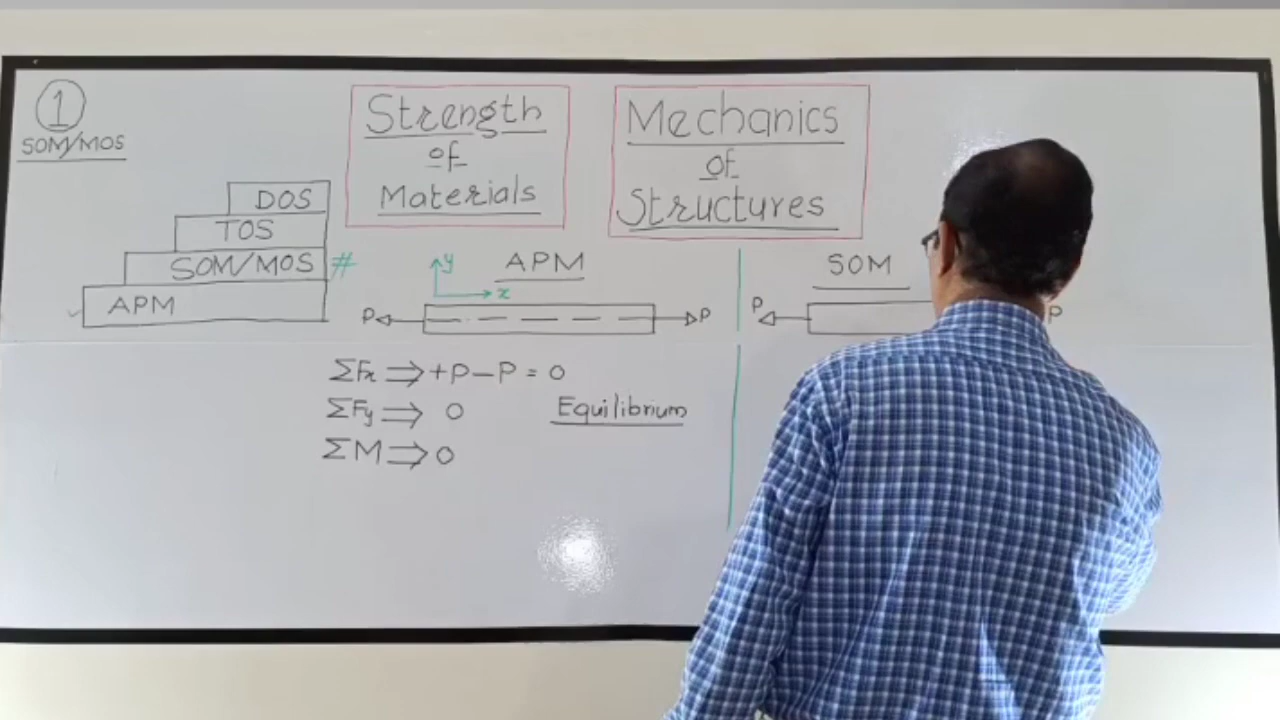 1
SOM/MOS
Strength
of
Materials
Mechanics
of
Structures
DOS
TOS
SOM/MOS #
APM
y
x
APM
P P
SOM
P P
ΣFx ⇒ +P – P = 0
ΣFy ⇒ 0
Equilibrium
ΣM ⇒ 0